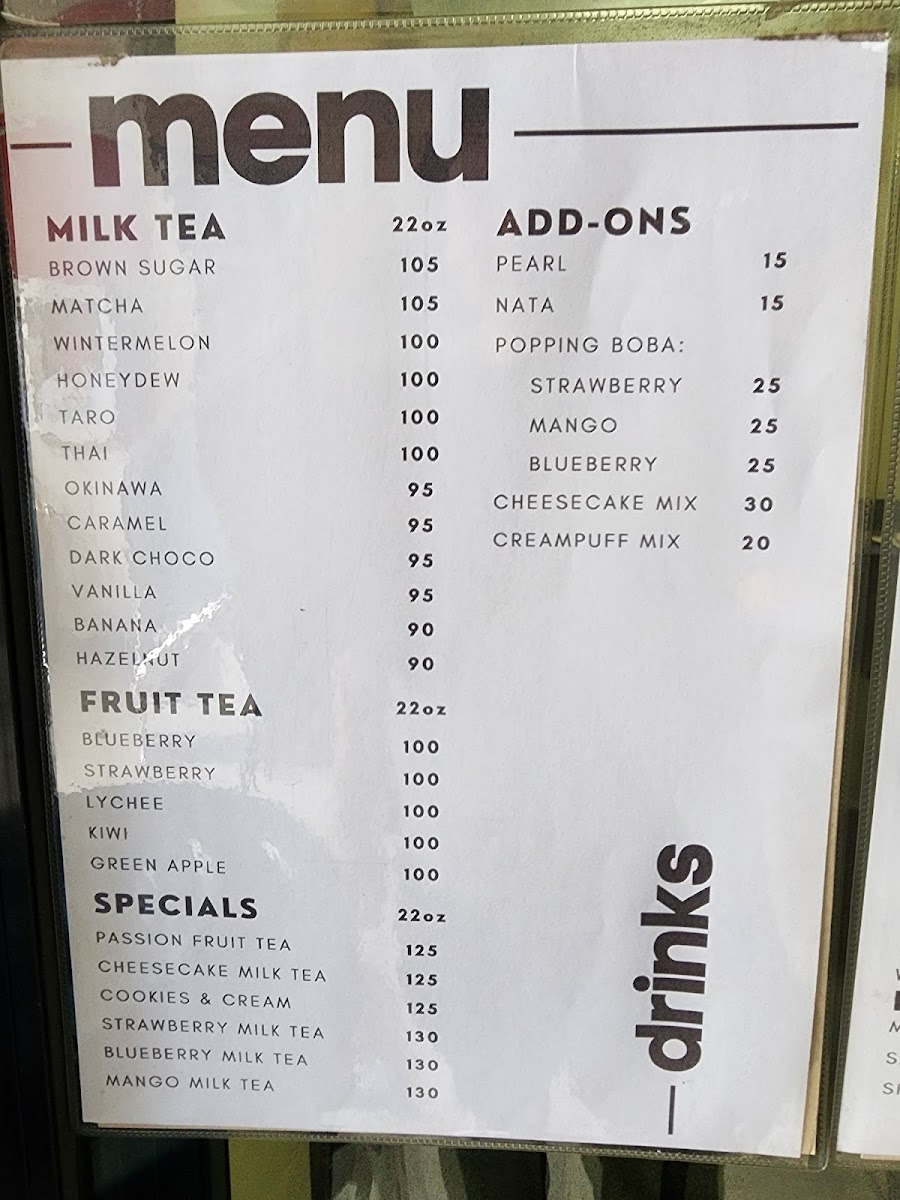 menu
MILK TEA 22oz
BROWN SUGAR 105
MATCHA 105
WINTERMELON 100
HONEYDEW 100
TARO 100
THAI 100
OKINAWA 95
CARAMEL 95
DARK CHOCO 95
VANILLA 95
BANANA 90
HAZELNUT 90
FRUIT TEA 22oz
BLUEBERRY 100
STRAWBERRY 100
LYCHEE 100
KIWI 100
GREEN APPLE 100
SPECIALS 22oz
PASSION FRUIT TEA 125
CHEESECAKE MILK TEA 125
COOKIES & CREAM 125
STRAWBERRY MILK TEA 130
BLUEBERRY MILK TEA 130
MANGO MILK TEA 130
ADD-ONS
PEARL 15
NATA 15
POPPING BOBA:
STRAWBERRY 25
MANGO 25
BLUEBERRY 25
CHEESECAKE MIX 30
CREAMPUFF MIX 20
drinks